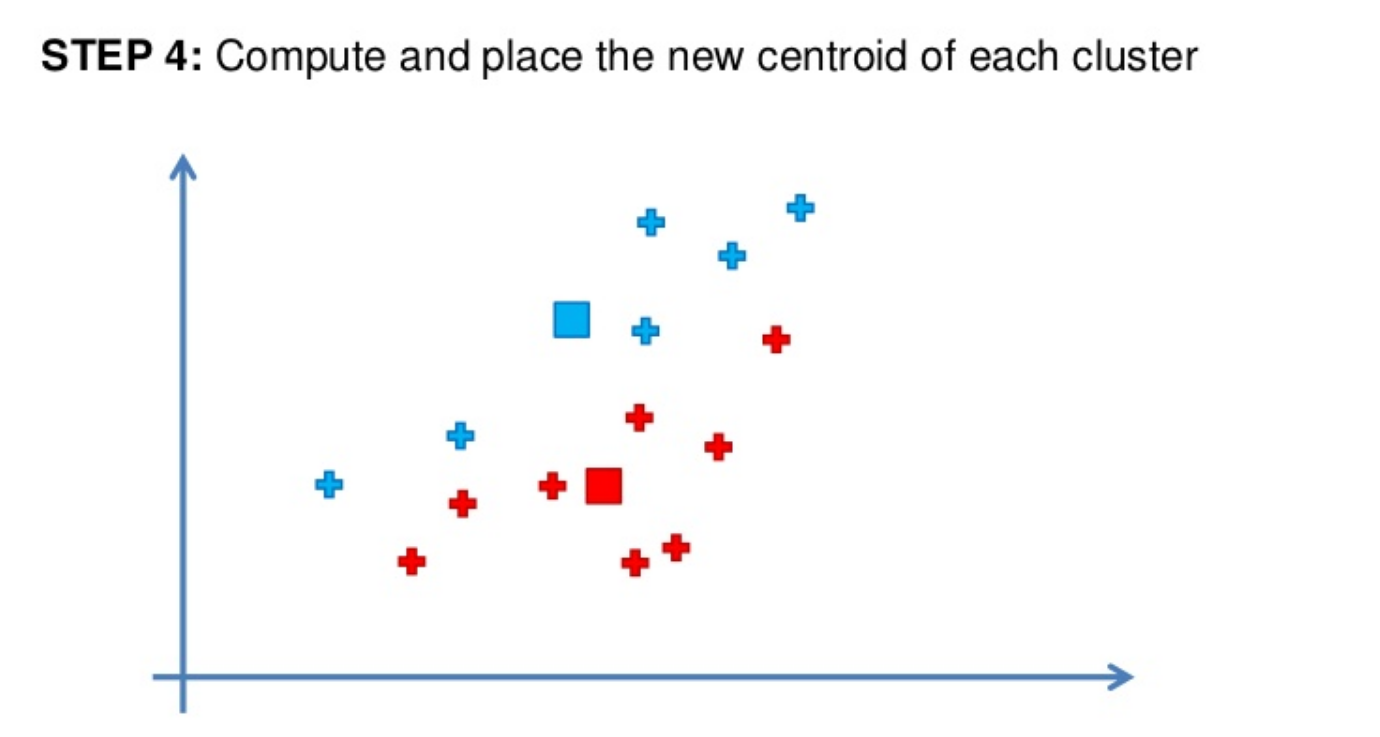 STEP 4: Compute and place the new centroid of each cluster